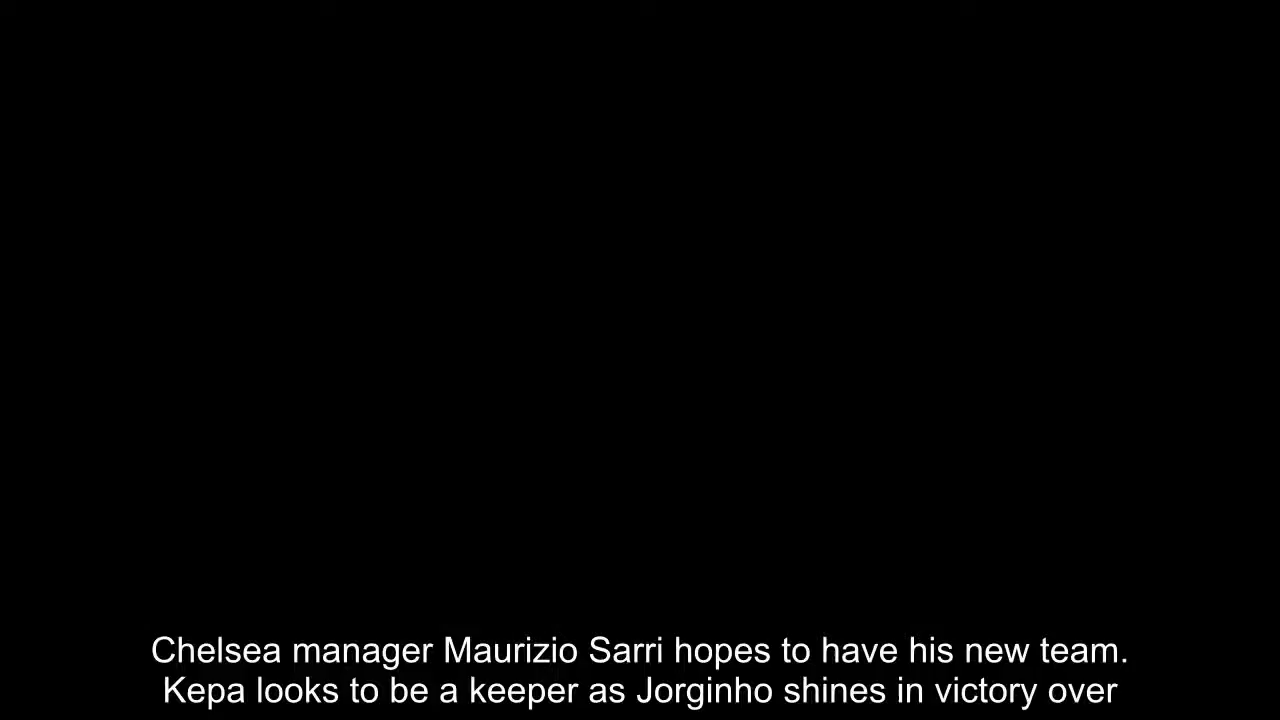 Chelsea manager Maurizio Sarri hopes to have his new team.
Kepa looks to be a keeper as Jorginho shines in victory over